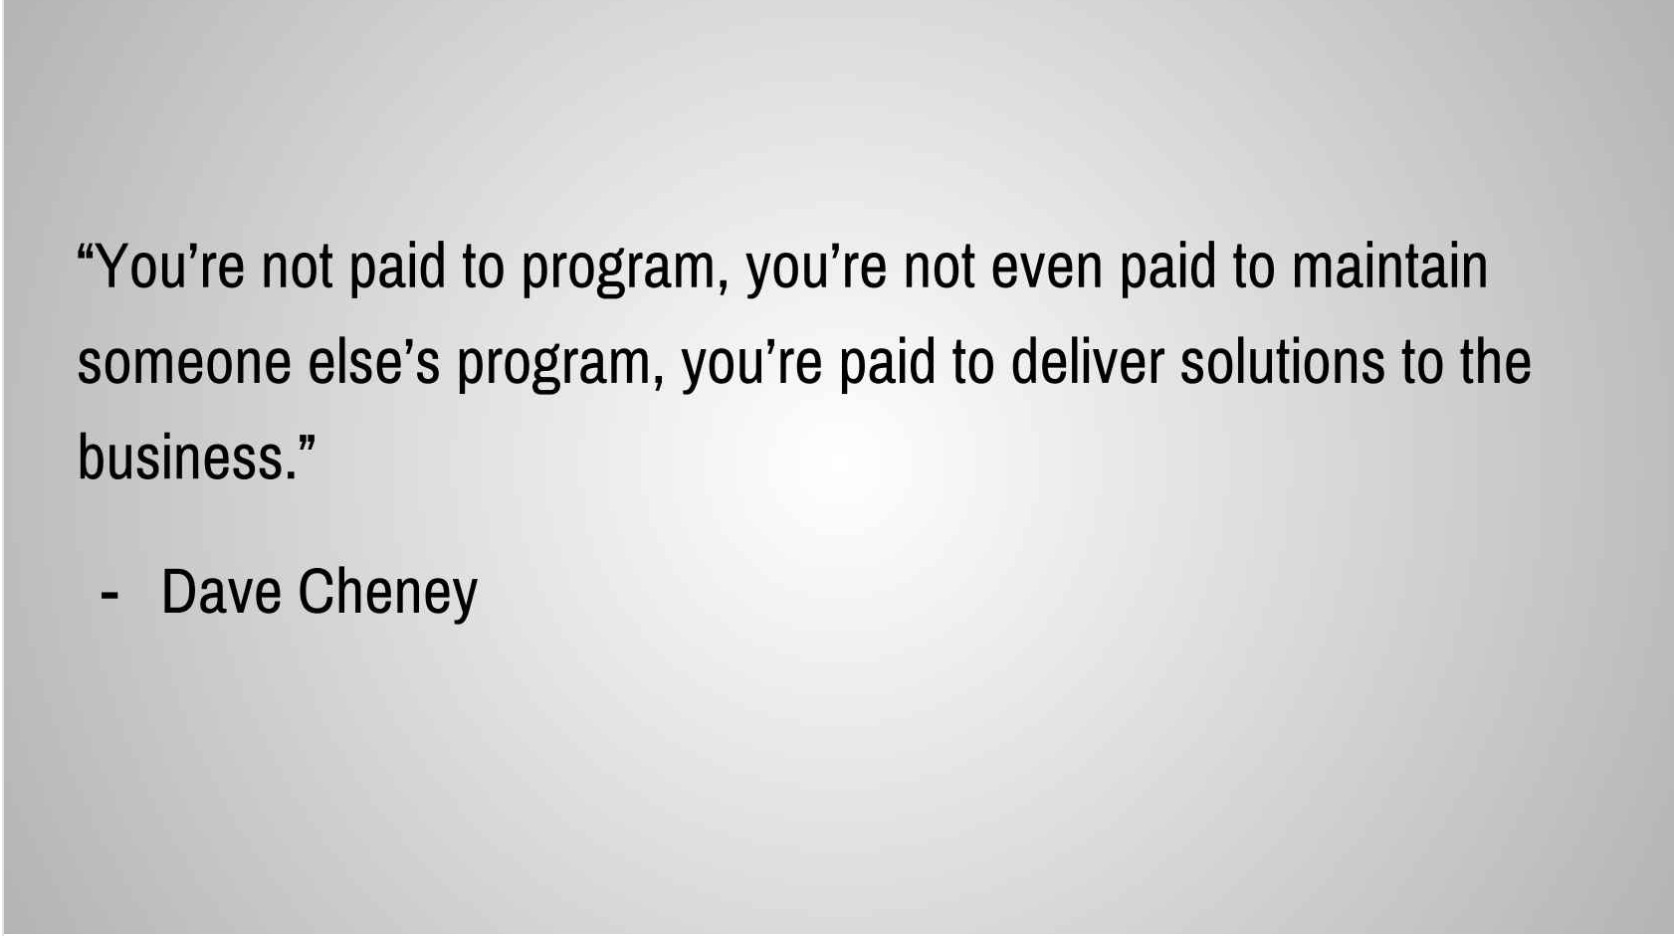 “You’re not paid to program, you’re not even paid to maintain
someone else’s program, you’re paid to deliver solutions to the
business.”
- Dave Cheney